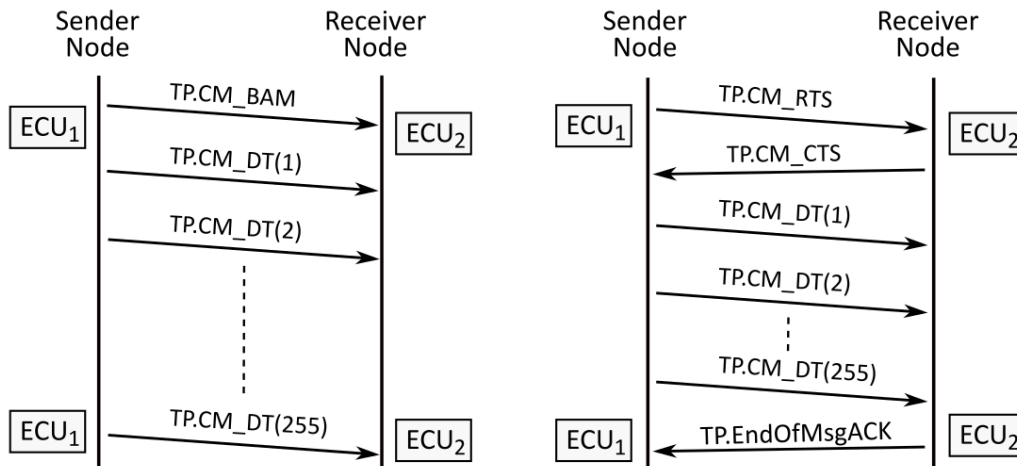 Sender
Node
Receiver
Node
TP.CM_BAM
ECU₁
ECU₂
TP.CM_DT(1)
TP.CM_DT(2)
TP.CM_DT(255)
ECU₁
ECU₂
Sender
Node
Receiver
Node
TP.CM_RTS
ECU₁
ECU₂
TP.CM_CTS
TP.CM_DT(1)
TP.CM_DT(2)
TP.CM_DT(255)
ECU₁
TP.EndOfMsgACK
ECU₂